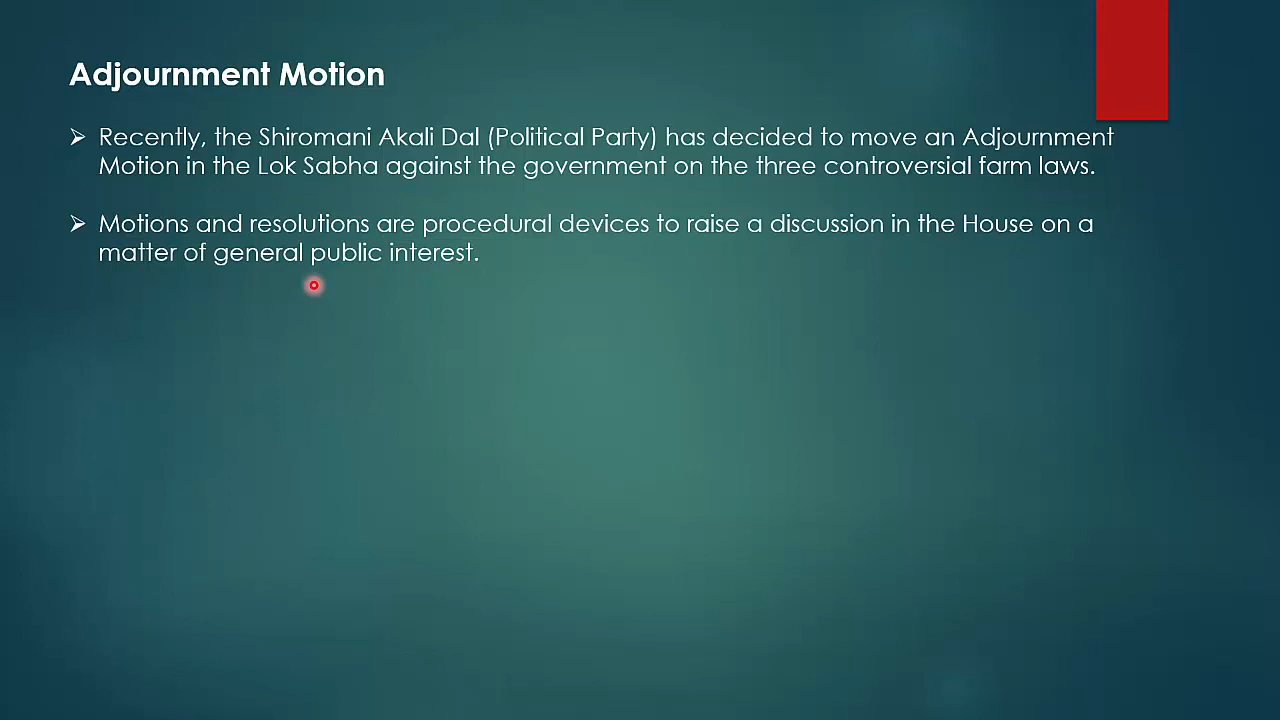 Adjournment Motion
➢ Recently, the Shiromani Akali Dal (Political Party) has decided to move an Adjournment
Motion in the Lok Sabha against the government on the three controversial farm laws.
➢ Motions and resolutions are procedural devices to raise a discussion in the House on a
matter of general public interest.